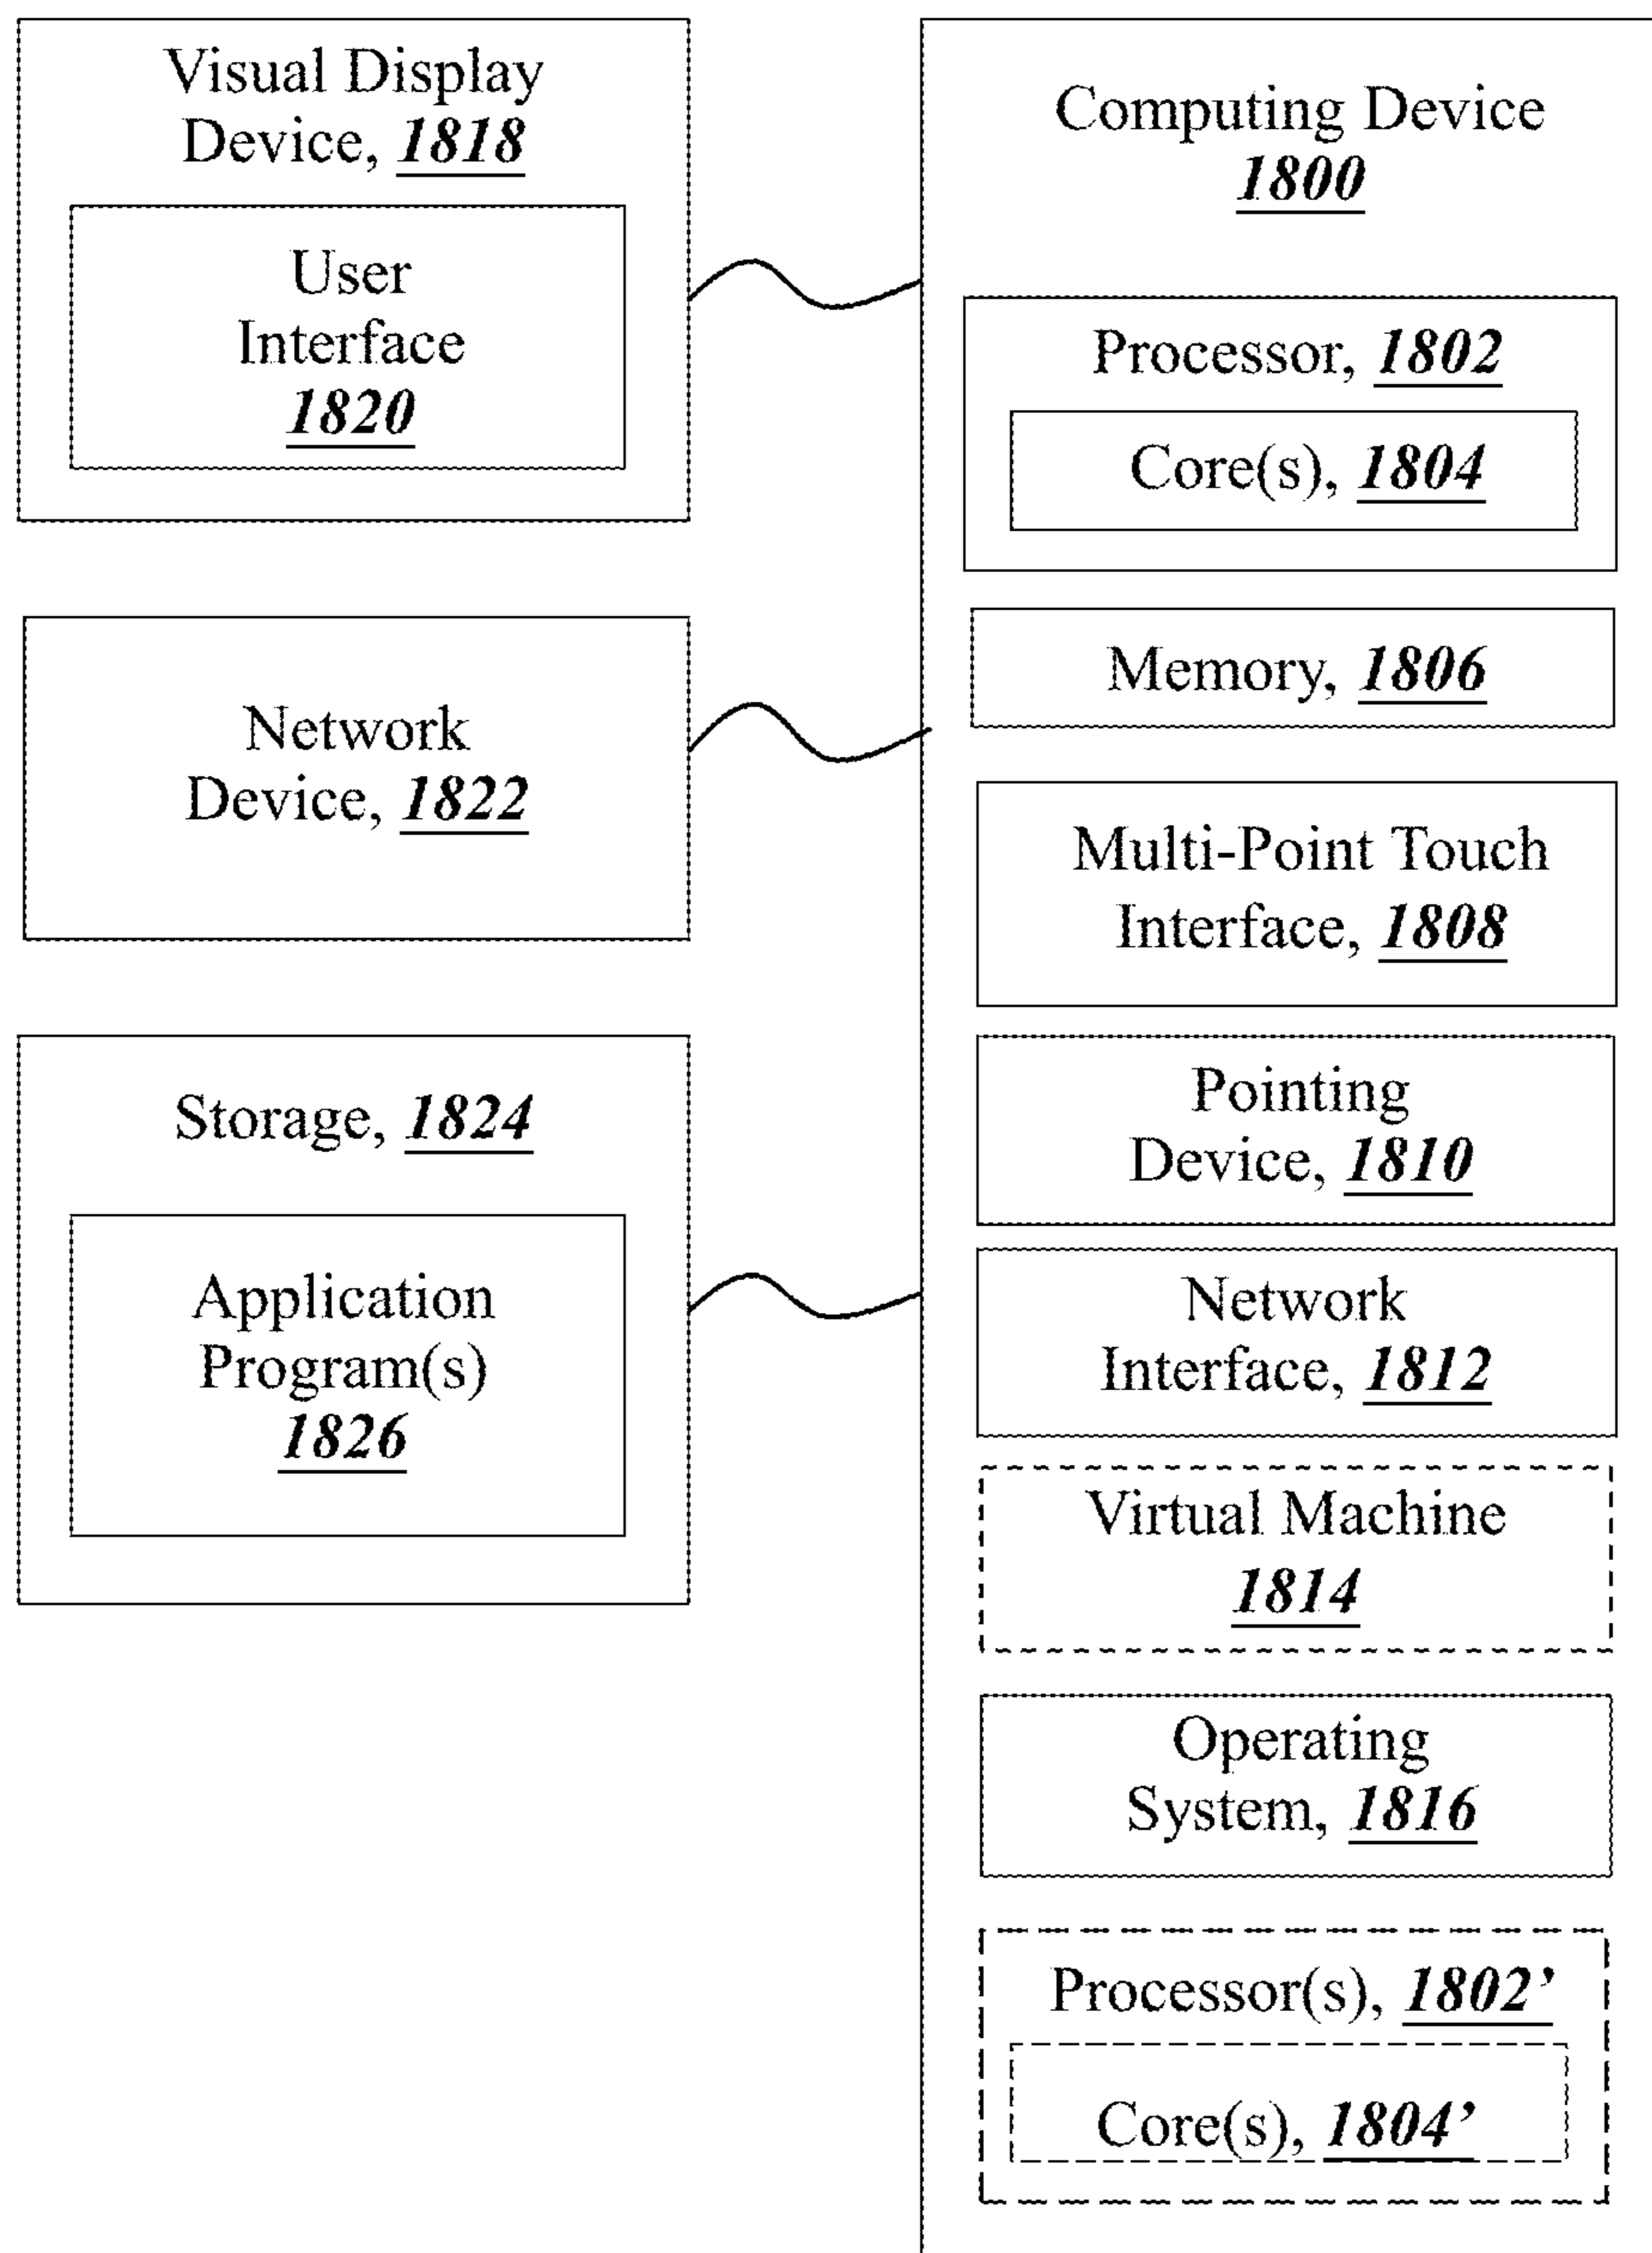 Visual Display
Device, 1818
User
Interface
1820
Network
Device, 1822
Storage, 1824
Application
Program(s)
1826
Computing Device
1800
Processor, 1802
Core(s), 1804
Memory, 1806
Multi-Point Touch
Interface, 1808
Pointing
Device, 1810
Network
Interface, 1812
Virtual Machine
1814
Operating
System, 1816
Processor(s), 1802’
Core(s), 1804’